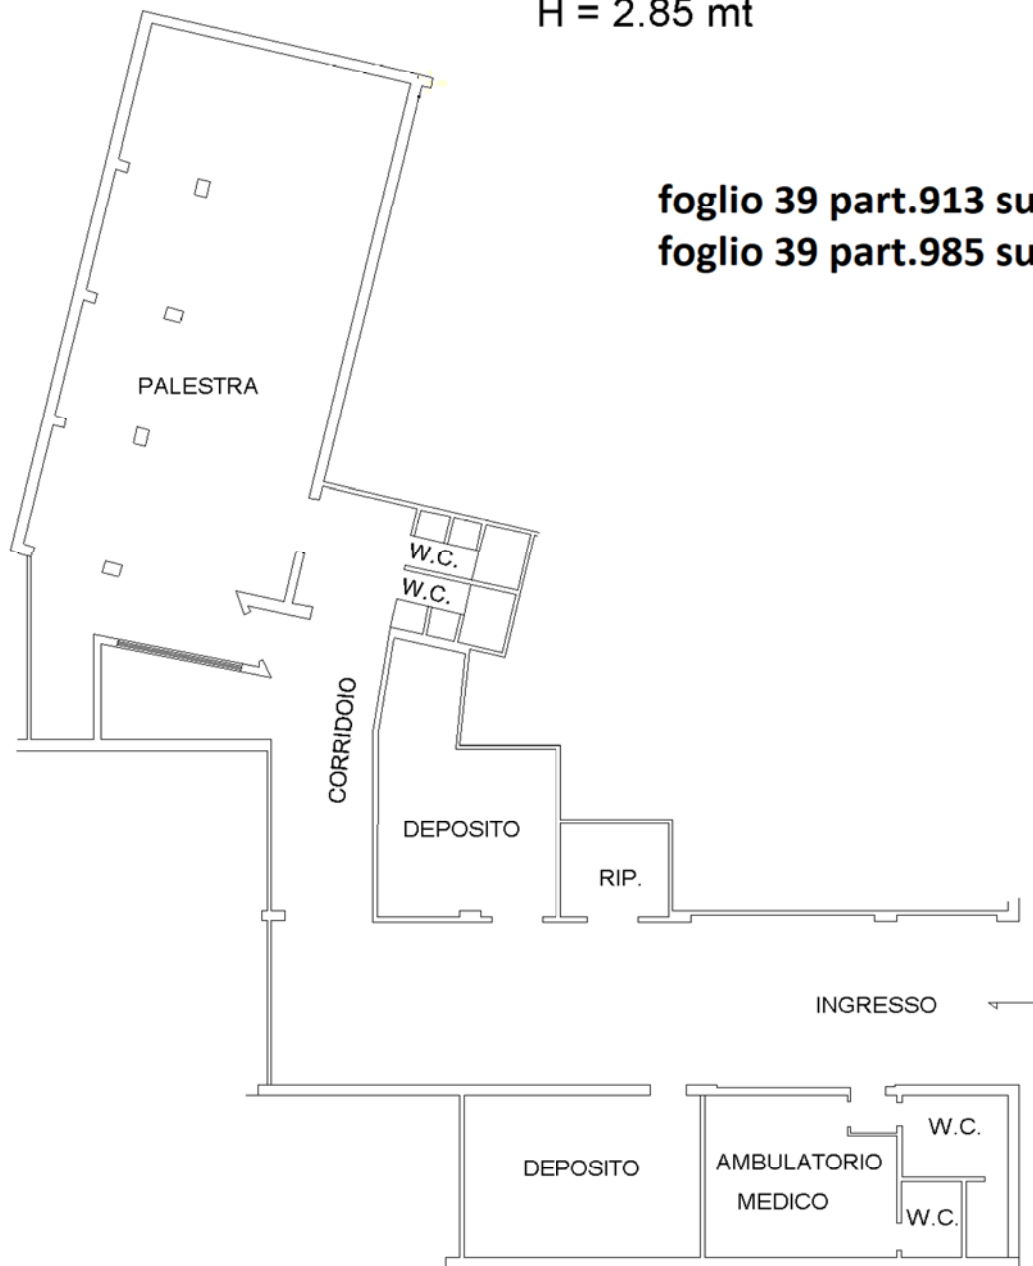 H = 2.85 mt
foglio 39 part.913 su
foglio 39 part.985 su
PALESTRA
W.C.
W.C.
CORRIDOIO
DEPOSITO
RIP.
INGRESSO
W.C.
DEPOSITO
AMBULATORIO
MEDICO
W.C.